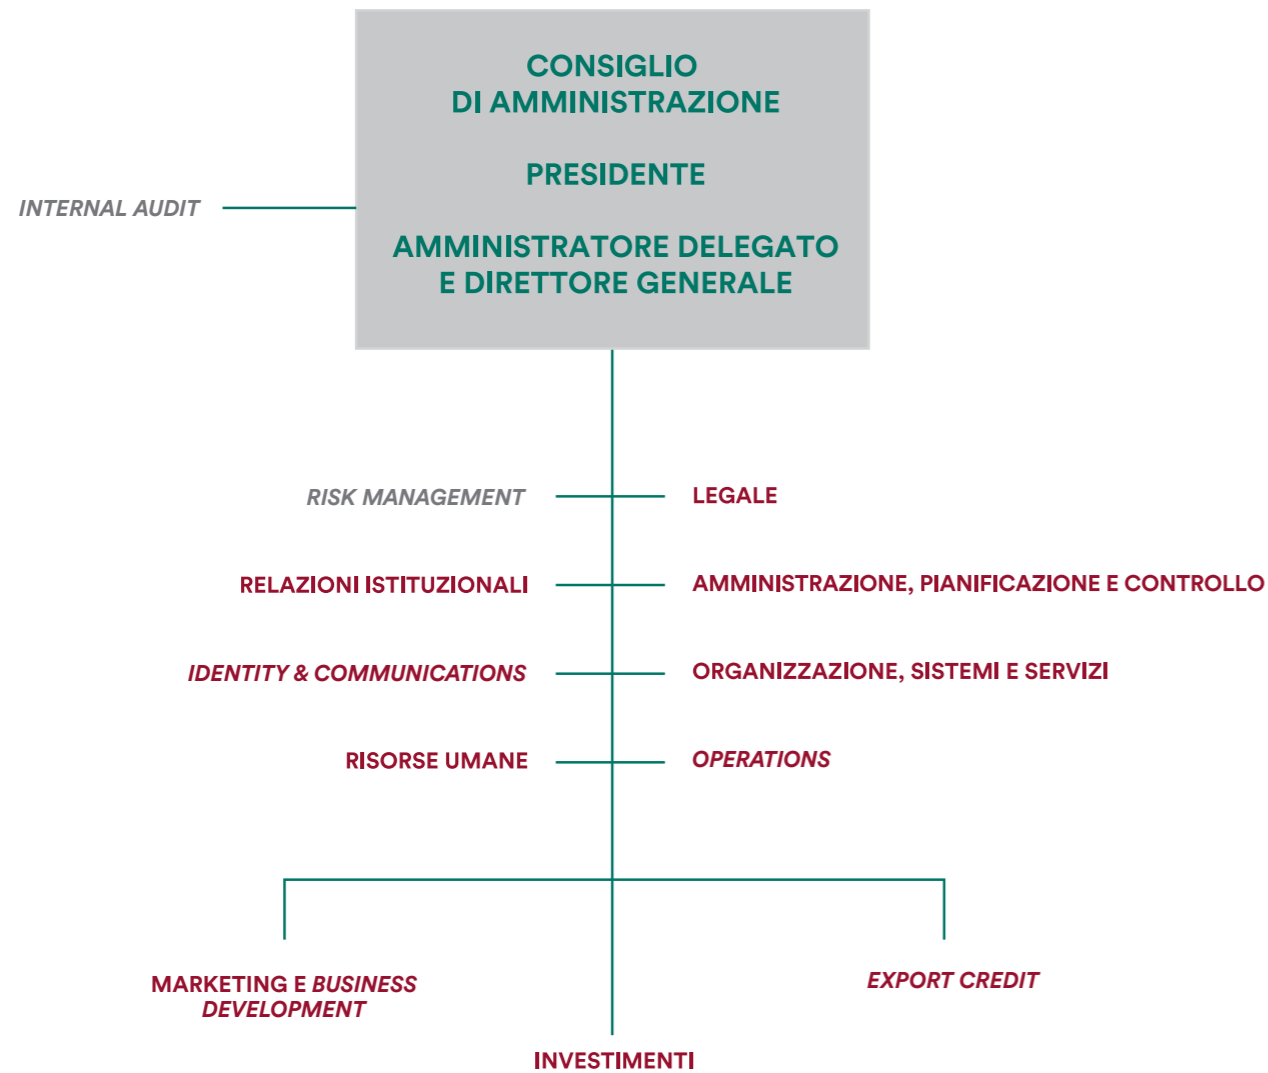 CONSIGLIO
DI AMMINISTRAZIONE
PRESIDENTE
AMMINISTRATORE DELEGATO
E DIRETTORE GENERALE
INTERNAL AUDIT
RISK MANAGEMENT
LEGALE
RELAZIONI ISTITUZIONALI
AMMINISTRAZIONE, PIANIFICAZIONE E CONTROLLO
IDENTITY & COMMUNICATIONS
ORGANIZZAZIONE, SISTEMI E SERVIZI
RISORSE UMANE
OPERATIONS
MARKETING E BUSINESS
DEVELOPMENT
EXPORT CREDIT
INVESTIMENTI